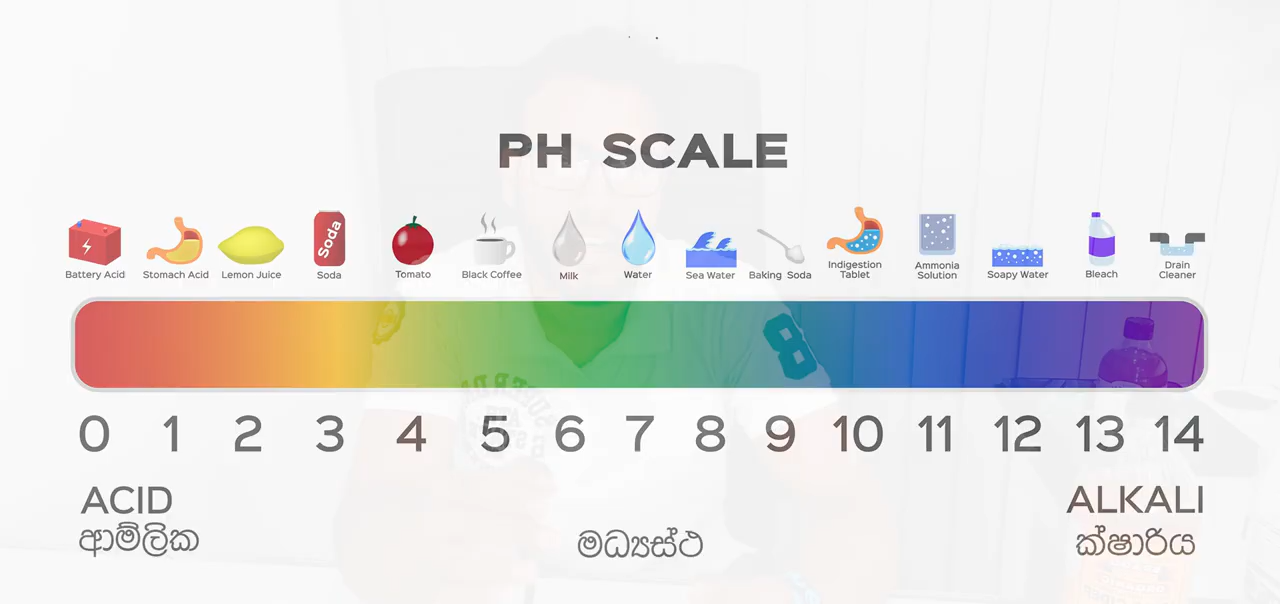 PH SCALE
Battery Acid
Stomach Acid
Lemon Juice
Soda
Soda
Tomato
Black Coffee
Milk
Water
Sea Water
Baking Soda
Indigestion
Tablet
Ammonia
Solution
Soapy Water
Bleach
Drain
Cleaner
8
0 1 2 3 4 5 6 7 8 9 10 11 12 13 14
ACID
ආම්ලික
මධ්‍යස්ථ
ALKALI
ක්ෂාරිය